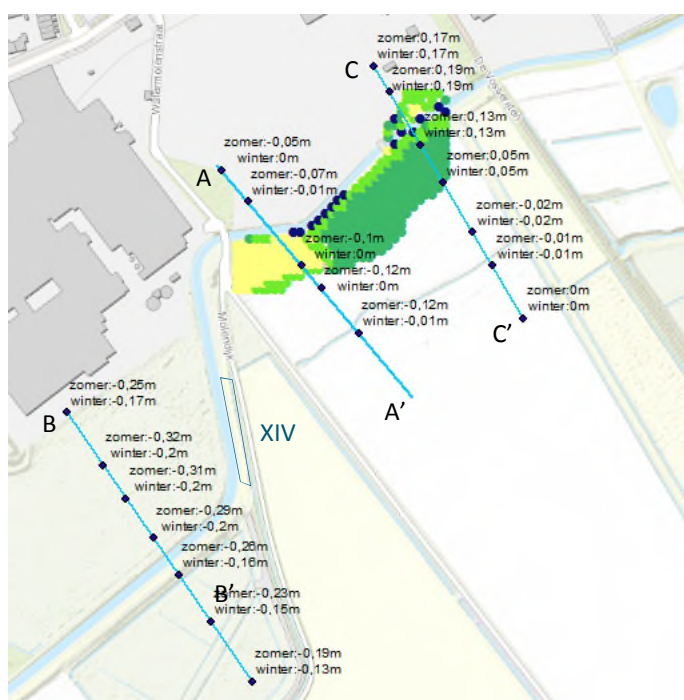 zomer:0,17m
winter:0,17m
C
zomer:0,19m
winter:0,19m
Watermolenstraat
zomer:0,13m
winter:0,13m
zomer:-0,05m
winter:0m
A
zomer:-0,07m
winter:-0,01m
zomer:0,05m
winter:0,05m
zomer:-0,02m
winter:-0,02m
zomer:-0,1m
winter:0m
zomer:-0,01m
winter:-0,01m
zomer:-0,12m
winter:0m
zomer:-0,12m
winter:-0,01m
zomer:0m
winter:0m
C’
Molendijk
A’
zomer:-0,25m
winter:-0,17m
B
XIV
zomer:-0,32m
winter:-0,2m
zomer:-0,31m
winter:-0,2m
zomer:-0,29m
winter:-0,2m
zomer:-0,26m
winter:-0,16m
B’
zomer:-0,23m
winter:-0,15m
zomer:-0,19m
winter:-0,13m